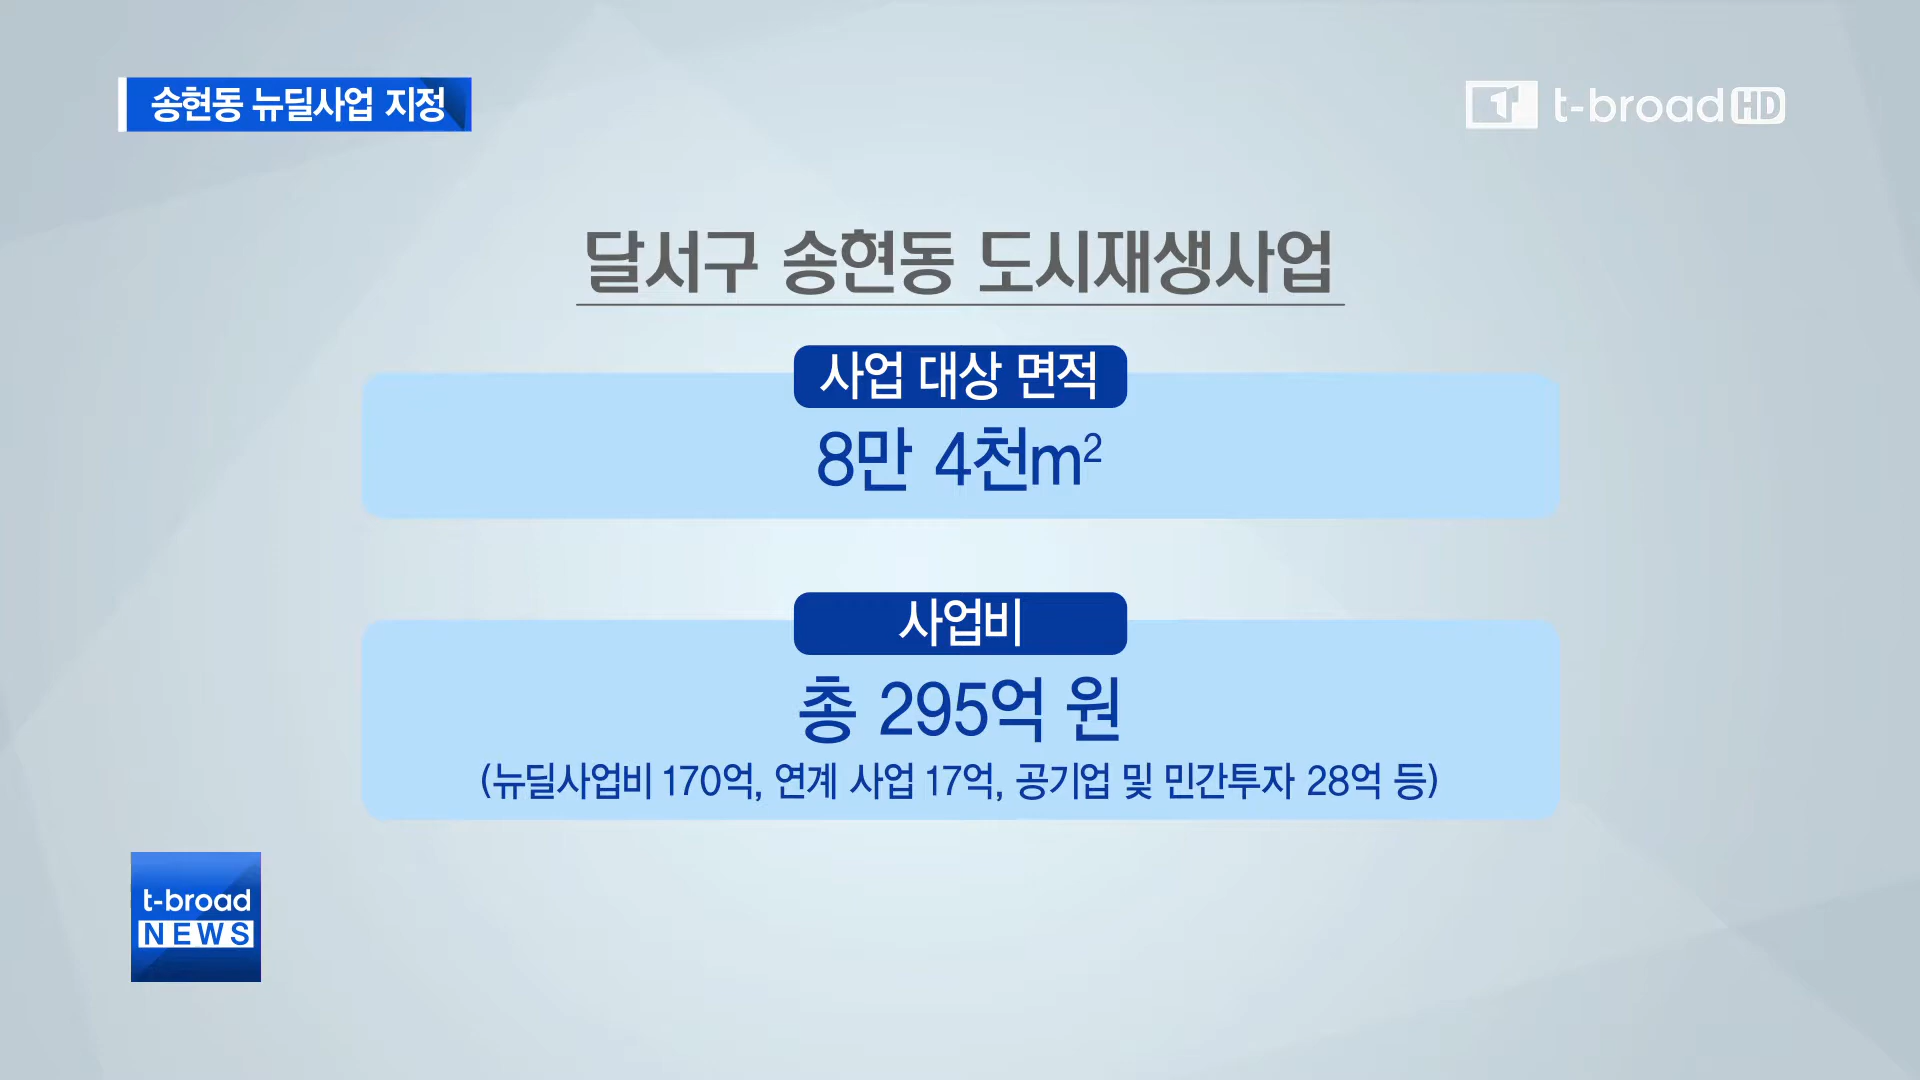 송현동 뉴딜사업 지정
t-broad HD
달서구 송현동 도시재생사업
사업 대상 면적
8만 4천m²
사업비
총 295억 원
(뉴딜사업비 170억, 연계 사업 17억, 공기업 및 민간투자 28억 등)
t-broad
NEWS